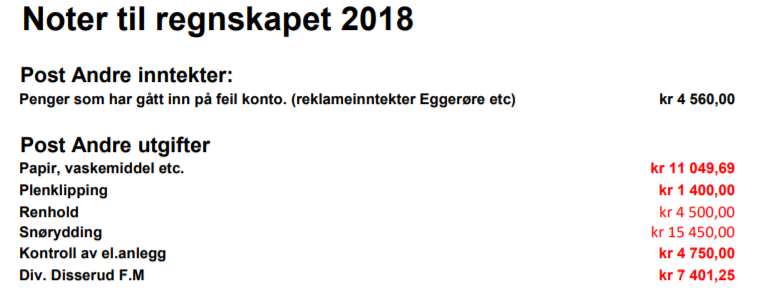 Noter til regnskapet 2018
Post Andre inntekter:
Penger som har gått inn på feil konto. (reklameinntekter Eggerøre etc) kr 4 560,00
Post Andre utgifter
Papir, vaskemiddel etc. kr 11 049,69
Plenklipping kr 1 400,00
Renhold kr 4 500,00
Snørydding kr 15 450,00
Kontroll av el.anlegg kr 4 750,00
Div. Disserud F.M kr 7 401,25